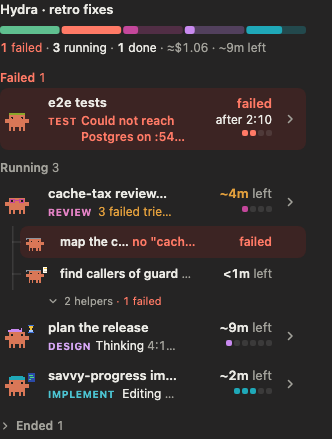 Hydra · retro fixes
1 failed · 3 running · 1 done · ≈$1.06 · ~9m left
Failed 1
e2e tests failed
TEST Could not reach after 2:10
Postgres on :54...
Running 3
cache-tax review... ~4m left
REVIEW 3 failed trie...
map the c... no "cach... failed
find callers of guard ... <1m left
2 helpers · 1 failed
plan the release ~9m left
DESIGN Thinking 4:1...
savvy-progress im... ~2m left
IMPLEMENT Editing ...
Ended 1